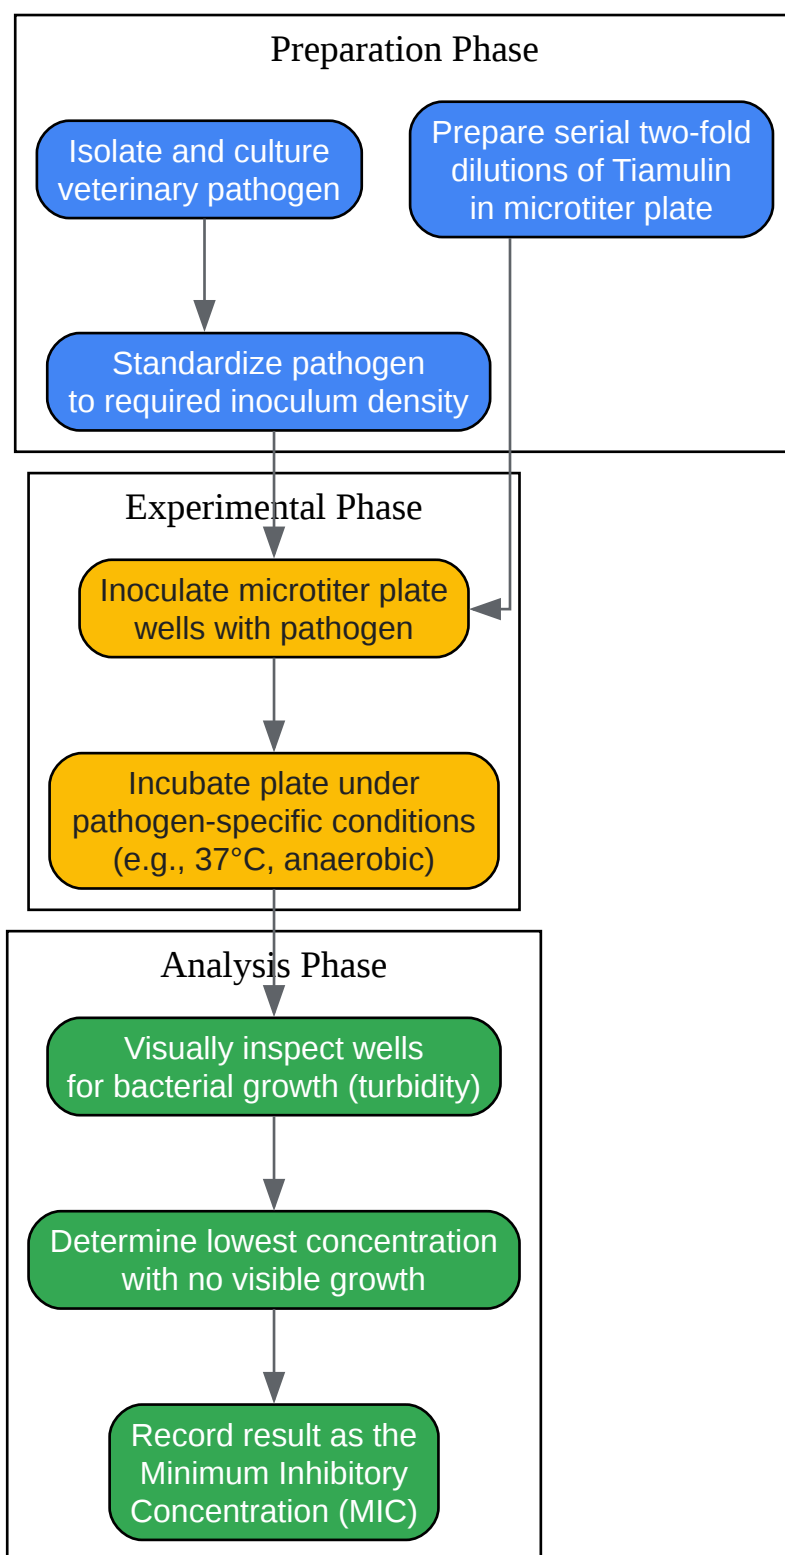 Preparation Phase
Isolate and culture
veterinary pathogen
Prepare serial two-fold
dilutions of Tiamulin
in microtiter plate
Standardize pathogen
to required inoculum density
Experimental Phase
Inoculate microtiter plate
wells with pathogen
Incubate plate under
pathogen-specific conditions
(e.g., 37°C, anaerobic)
Analysis Phase
Visually inspect wells
for bacterial growth (turbidity)
Determine lowest concentration
with no visible growth
Record result as the
Minimum Inhibitory
Concentration (MIC)